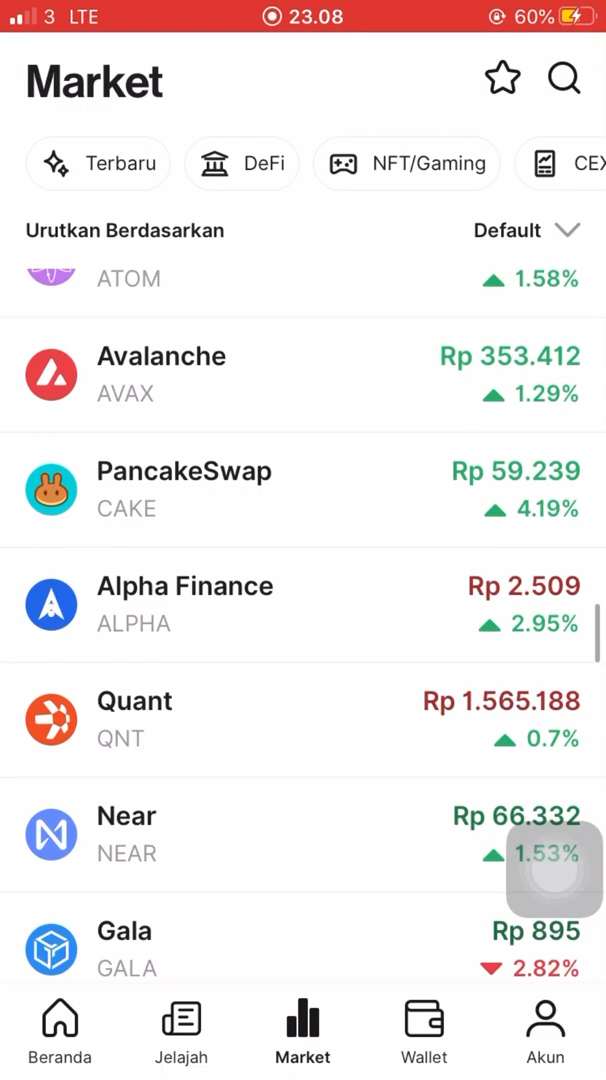 3 LTE 23.08 60%
Market
Terbaru DeFi NFT/Gaming CEX
Urutkan Berdasarkan Default
ATOM 1.58%
Avalanche Rp 353.412
AVAX 1.29%
PancakeSwap Rp 59.239
CAKE 4.19%
Alpha Finance Rp 2.509
ALPHA 2.95%
Quant Rp 1.565.188
QNT 0.7%
Near Rp 66.332
NEAR 1.53%
Gala Rp 895
GALA 2.82%
Beranda Jelajah Market Wallet Akun